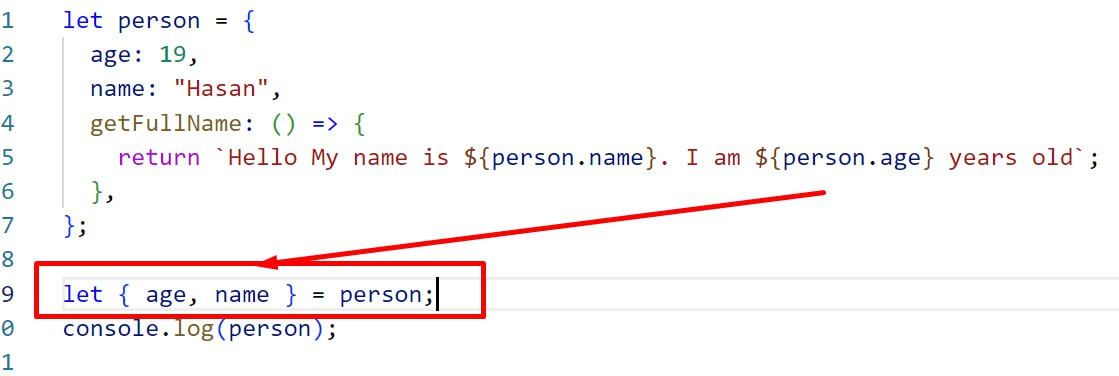 1 let person = {
2 age: 19,
3 name: "Hasan",
4 getFullName: () => {
5 return `Hello My name is ${person.name}. I am ${person.age} years old`;
6 },
7 };
8
9 let { age, name } = person;
0 console.log(person);
1